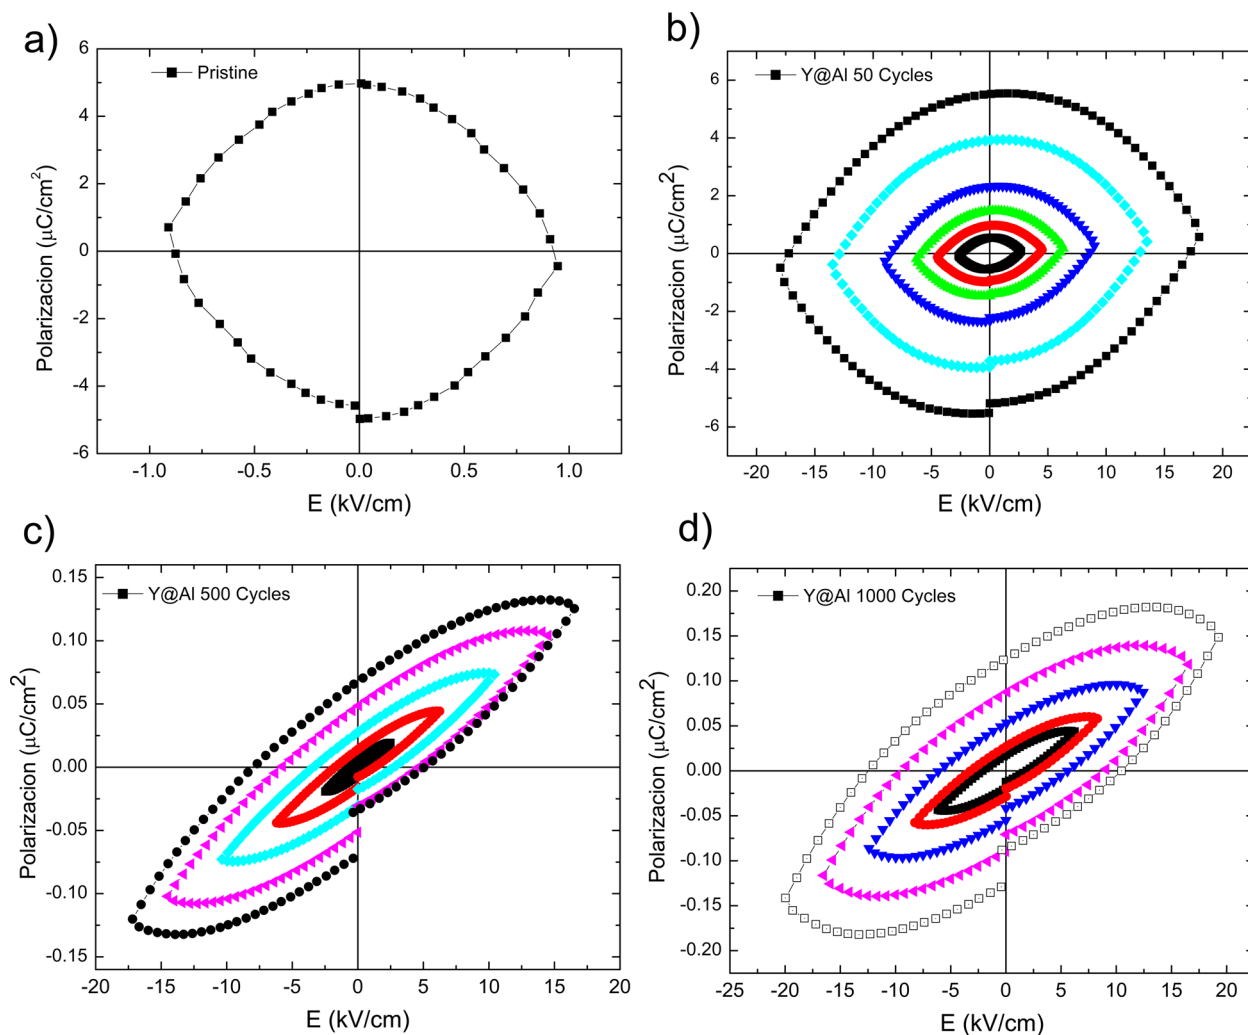 a)
6
4
2
0
-2
-4
-6
Polarizacion (μC/cm²)
Pristine
-1.0 -0.5 0.0 0.5 1.0
E (kV/cm)
b)
6
4
2
0
-2
-4
-6
Polarizacion (μC/cm²)
Y@Al 50 Cycles
-20 -15 -10 -5 0 5 10 15 20
E (kV/cm)
c)
0.15
0.10
0.05
0.00
-0.05
-0.10
-0.15
Polarizacion (μC/cm²)
Y@Al 500 Cycles
-20 -15 -10 -5 0 5 10 15 20
E (kV/cm)
d)
0.20
0.15
0.10
0.05
0.00
-0.05
-0.10
-0.15
-0.20
Polarizacion (μC/cm²)
Y@Al 1000 Cycles
-25 -20 -15 -10 -5 0 5 10 15 20
E (kV/cm)